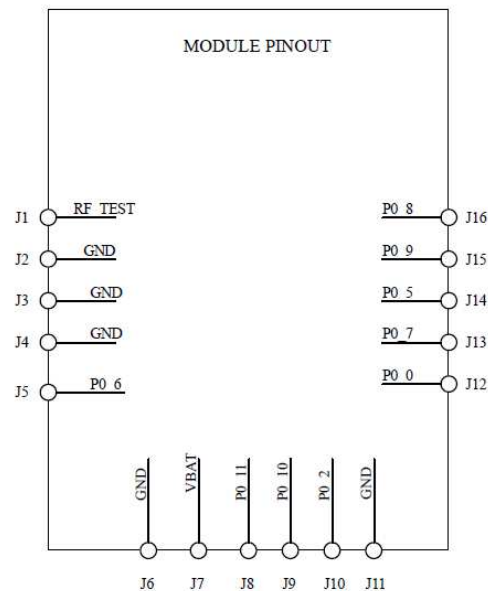 MODULE PINOUT
J1 RF_TEST P0_8 J16
J2 GND P0_9 J15
J3 GND P0_5 J14
J4 GND P0_7 J13
J5 P0_6 P0_0 J12
GND VBAT P0_11 P0_10 P0_2 GND
J6 J7 J8 J9 J10 J11